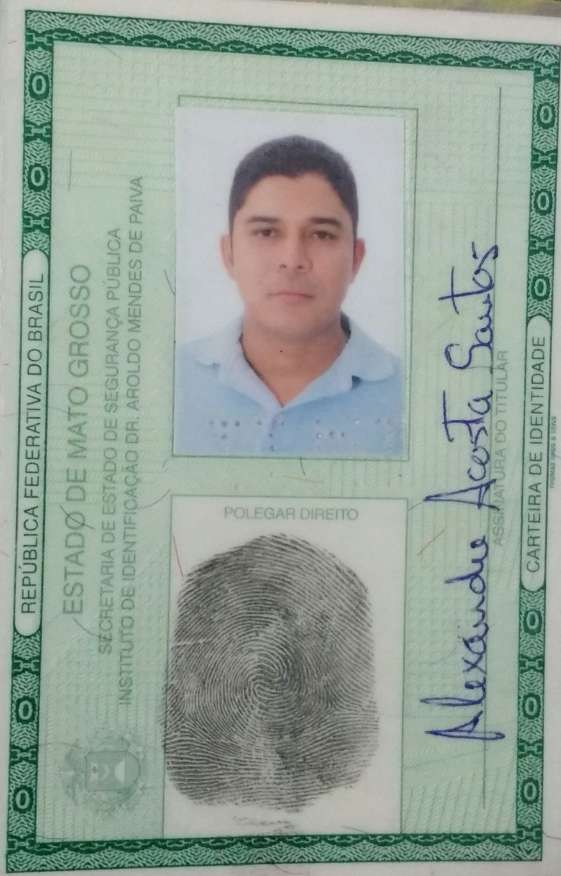 REPÚBLICA FEDERATIVA DO BRASIL
ESTADO DE MATO GROSSO
SECRETARIA DE ESTADO DE SEGURANÇA PÚBLICA
INSTITUTO DE IDENTIFICAÇÃO DR. AROLDO MENDES DE PAIVA
POLEGAR DIREITO
Alexandre Acosta Santos
ASSINATURA DO TITULAR
CARTEIRA DE IDENTIDADE